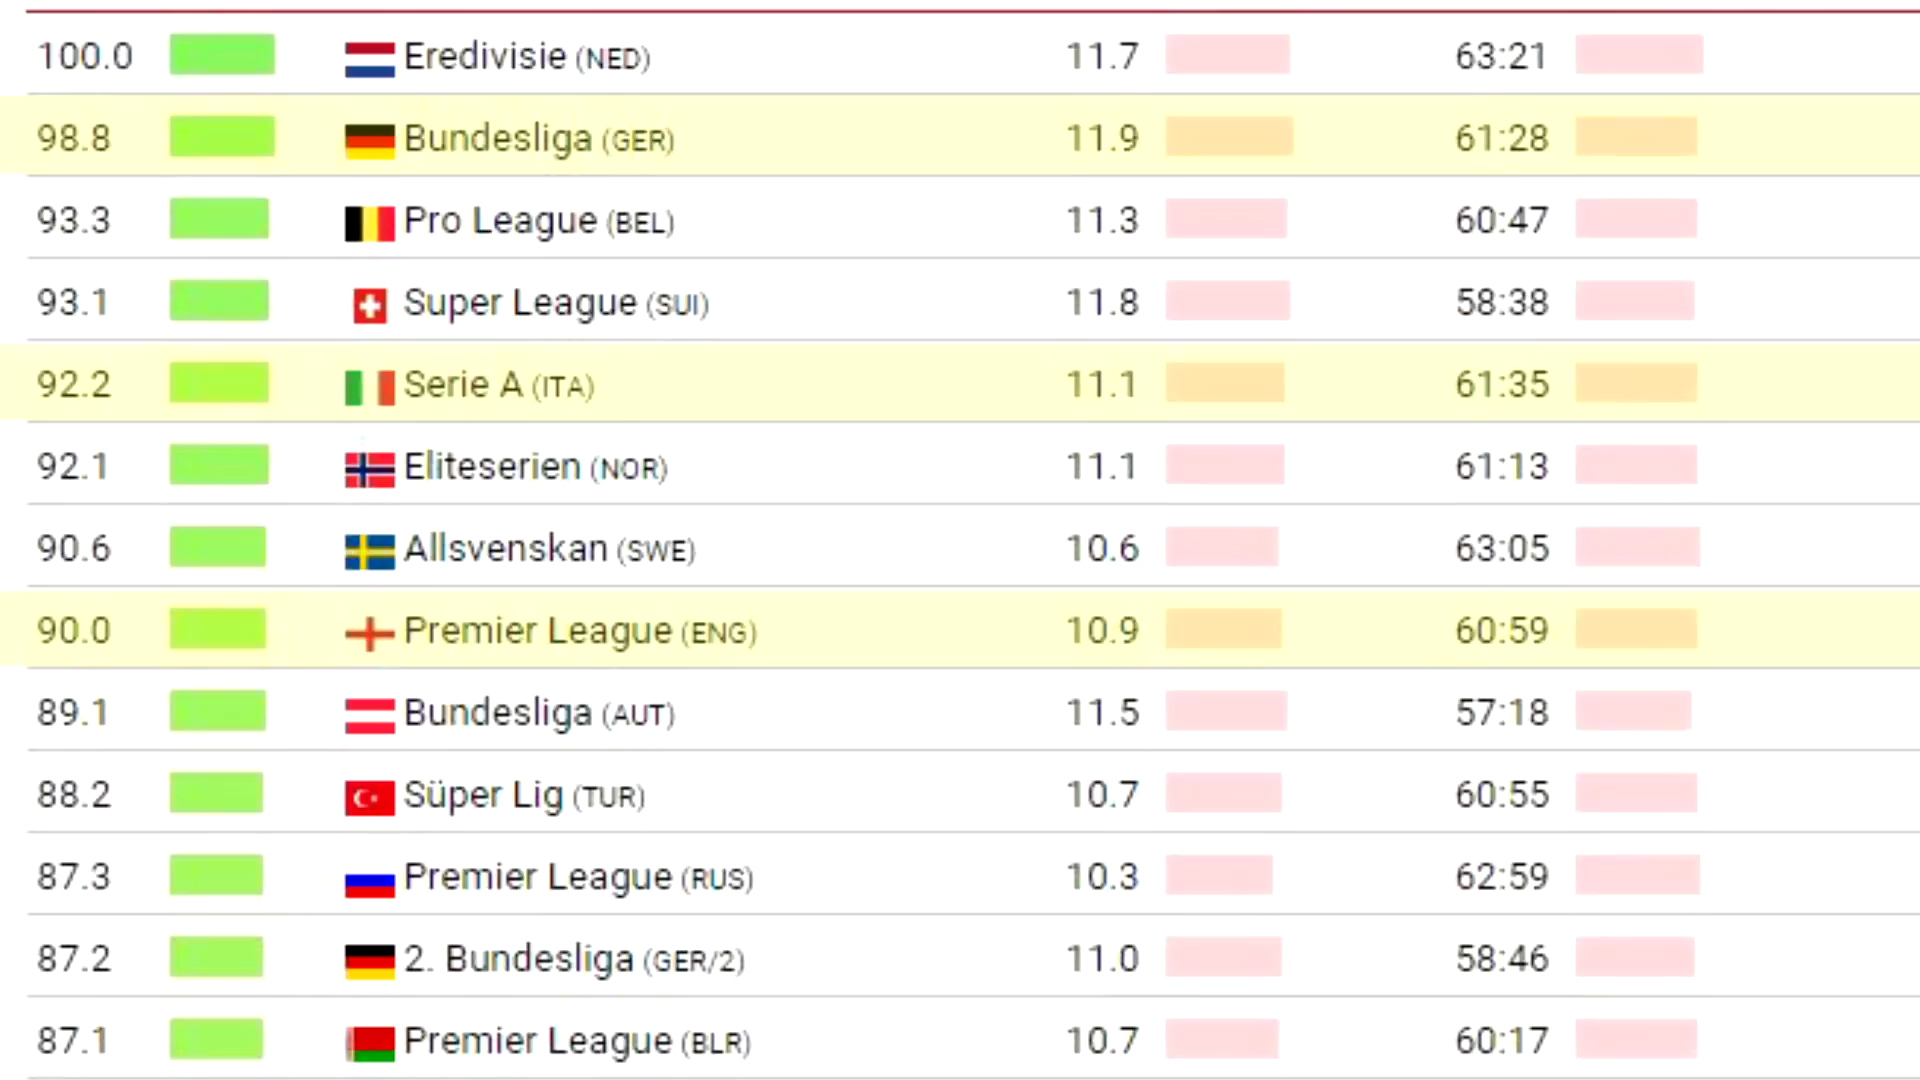 100.0 Eredivisie (NED) 11.7 63:21
98.8 Bundesliga (GER) 11.9 61:28
93.3 Pro League (BEL) 11.3 60:47
93.1 Super League (SUI) 11.8 58:38
92.2 Serie A (ITA) 11.1 61:35
92.1 Eliteserien (NOR) 11.1 61:13
90.6 Allsvenskan (SWE) 10.6 63:05
90.0 Premier League (ENG) 10.9 60:59
89.1 Bundesliga (AUT) 11.5 57:18
88.2 Süper Lig (TUR) 10.7 60:55
87.3 Premier League (RUS) 10.3 62:59
87.2 2. Bundesliga (GER/2) 11.0 58:46
87.1 Premier League (BLR) 10.7 60:17